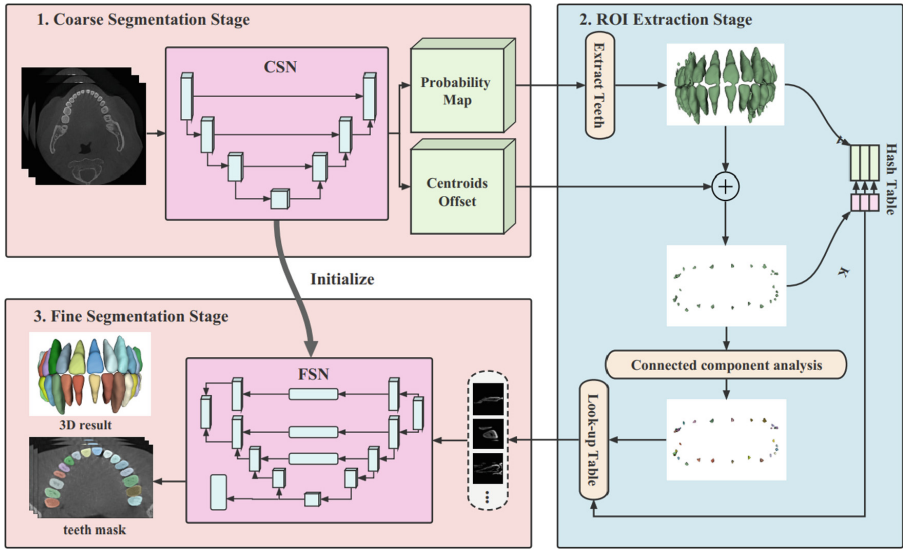 1. Coarse Segmentation Stage
CSN
Probability
Map
Centroids
Offset
Initialize
2. ROI Extraction Stage
Extract Teeth
Hash Table
K
Connected component analysis
Look-up Table
3. Fine Segmentation Stage
3D result
teeth mask
FSN